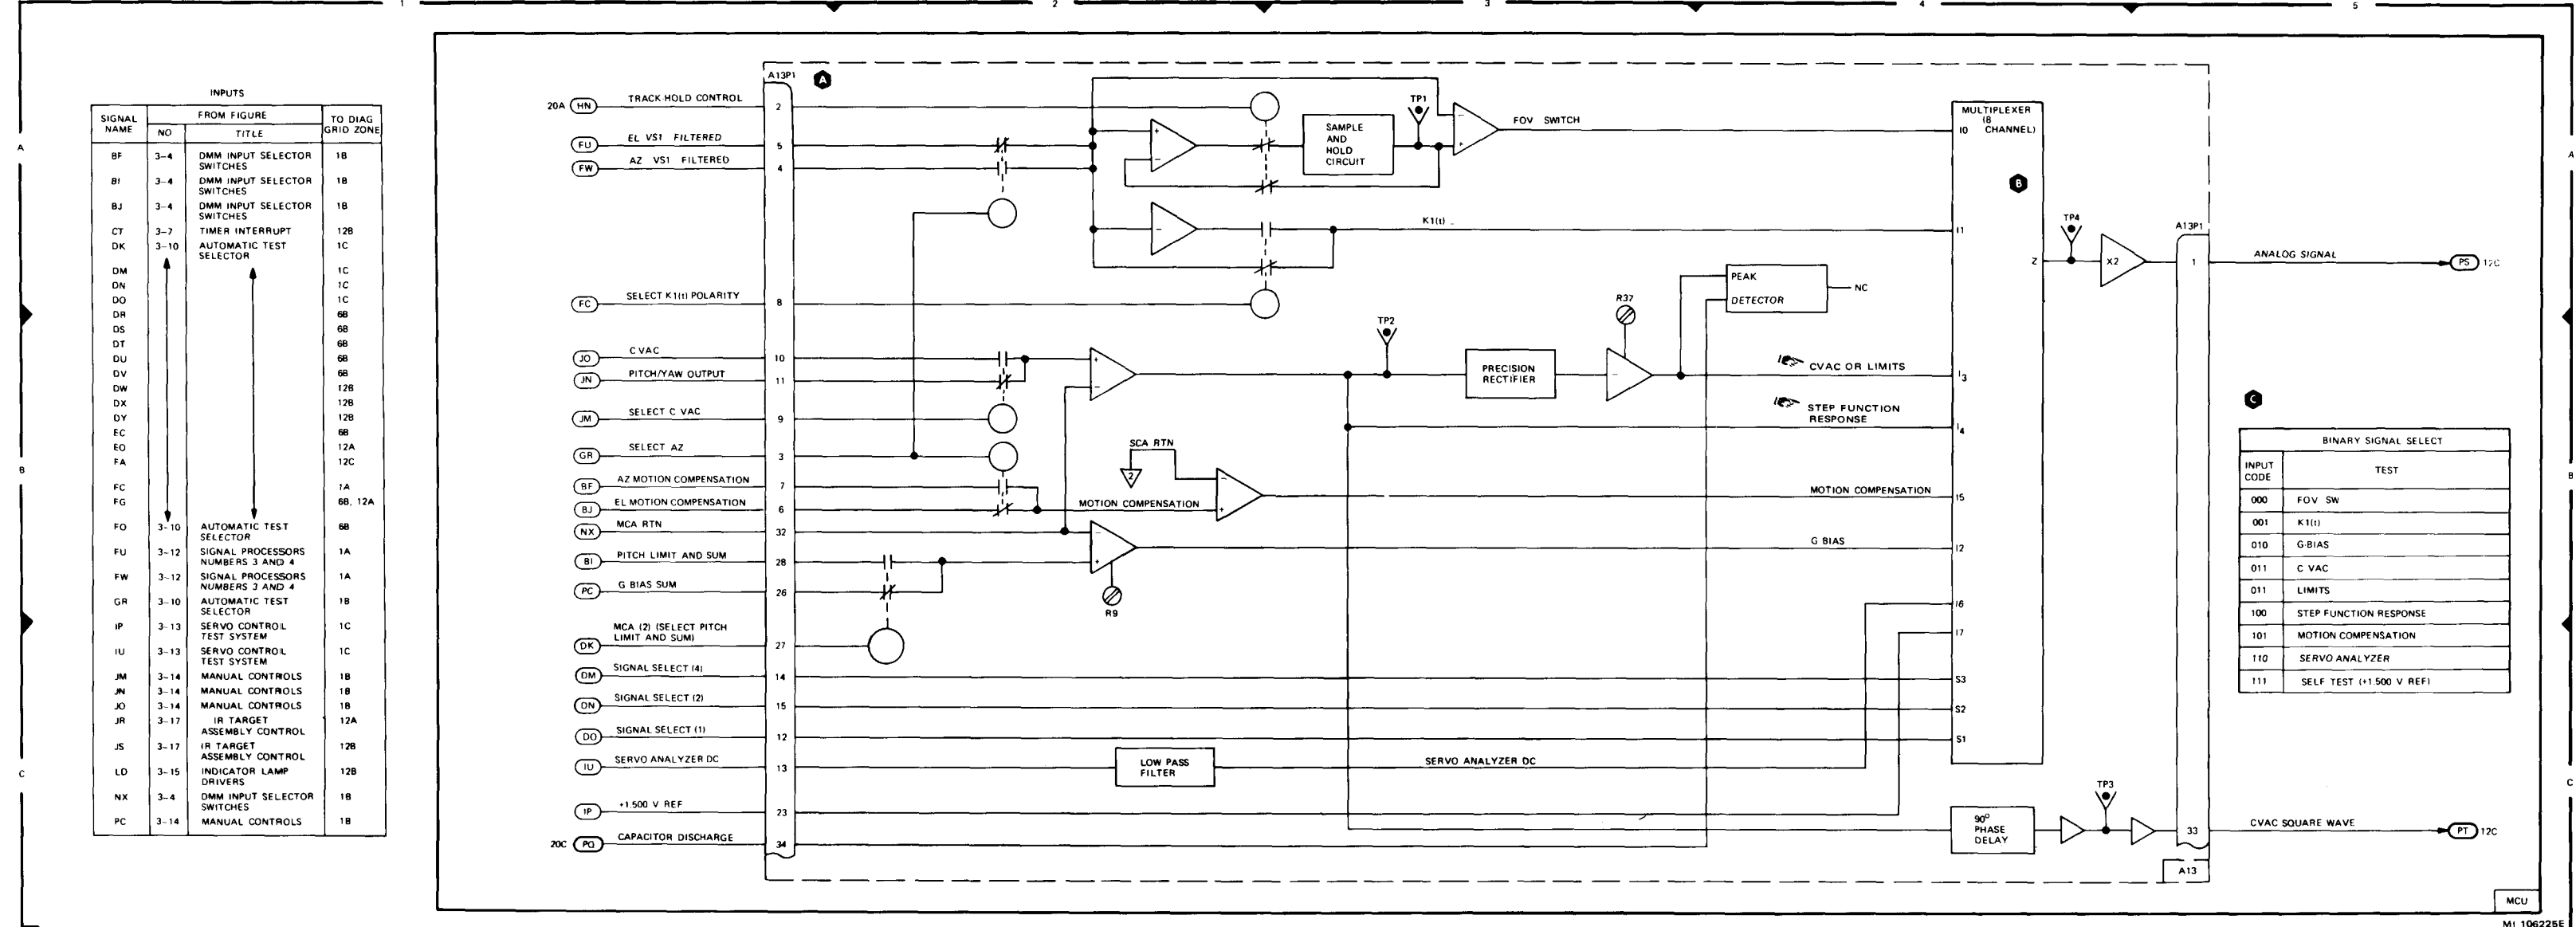 1 2 3 4 5
INPUTS
SIGNAL NAME FROM FIGURE TO DIAG GRID ZONE
NO TITLE
BF 3-4 DMM INPUT SELECTOR SWITCHES 1B
BI 3-4 DMM INPUT SELECTOR SWITCHES 1B
BJ 3-4 DMM INPUT SELECTOR SWITCHES 1B
CT 3-7 TIMER INTERRUPT 12B
DK 3-10 AUTOMATIC TEST SELECTOR 1C
DM 1C
DN 1C
DO 1C
DR 6B
DS 6B
DT 6B
DU 6B
DV 6B
DW 12B
DX 12B
DY 12B
EC 6B
EO 12A
FA 12C
FC 1A
FG 6B, 12A
FO 3-10 AUTOMATIC TEST SELECTOR 6B
FU 3-12 SIGNAL PROCESSORS NUMBERS 3 AND 4 1A
FW 3-12 SIGNAL PROCESSORS NUMBERS 3 AND 4 1A
GR 3-10 AUTOMATIC TEST SELECTOR 1B
IP 3-13 SERVO CONTROL TEST SYSTEM 1C
IU 3-13 SERVO CONTROL TEST SYSTEM 1C
JM 3-14 MANUAL CONTROLS 1B
JN 3-14 MANUAL CONTROLS 1B
JO 3-14 MANUAL CONTROLS 1B
JR 3-17 IR TARGET ASSEMBLY CONTROL 12A
JS 3-17 IR TARGET ASSEMBLY CONTROL 12B
LD 3-15 INDICATOR LAMP DRIVERS 12B
NX 3-4 DMM INPUT SELECTOR SWITCHES 1B
PC 3-14 MANUAL CONTROLS 1B
A13P1 A
20A HN TRACK HOLD CONTROL 2
FU EL VS1 FILTERED 5
FW AZ VS1 FILTERED 4
FC SELECT K1(t) POLARITY 8
JO C VAC 10
JN PITCH/YAW OUTPUT 11
JM SELECT C VAC 9
GR SELECT AZ 3
BF AZ MOTION COMPENSATION 7
BJ EL MOTION COMPENSATION 6
NX MCA RTN 32
BI PITCH LIMIT AND SUM 28
PC G BIAS SUM 26
DK MCA (2) (SELECT PITCH LIMIT AND SUM) 27
DM SIGNAL SELECT (4) 14
DN SIGNAL SELECT (2) 15
DO SIGNAL SELECT (1) 12
IU SERVO ANALYZER DC 13
IP +1.500 V REF 23
20C PQ CAPACITOR DISCHARGE 34
SAMPLE AND HOLD CIRCUIT
TP1
FOV SWITCH
K1(t)
PEAK DETECTOR
NC
TP2
PRECISION RECTIFIER
R37
CVAC OR LIMITS
STEP FUNCTION RESPONSE
SCA RTN
2
MOTION COMPENSATION
MOTION COMPENSATION
G BIAS
R9
LOW PASS FILTER
SERVO ANALYZER DC
MULTIPLEXER (8 CHANNEL)
I0
B
I1
Z
I3
I4
I5
I2
I6
I7
S3
S2
S1
TP4
X2
A13P1
1
ANALOG SIGNAL
PS 12C
90° PHASE DELAY
TP3
33
CVAC SQUARE WAVE
PT 12C
A13
C
BINARY SIGNAL SELECT
INPUT CODE TEST
000 FOV SW
001 K1(t)
010 G-BIAS
011 C VAC
011 LIMITS
100 STEP FUNCTION RESPONSE
101 MOTION COMPENSATION
110 SERVO ANALYZER
111 SELF TEST (+1.500 V REF)
MCU
MI 106225E
A
B
C
A
B
C